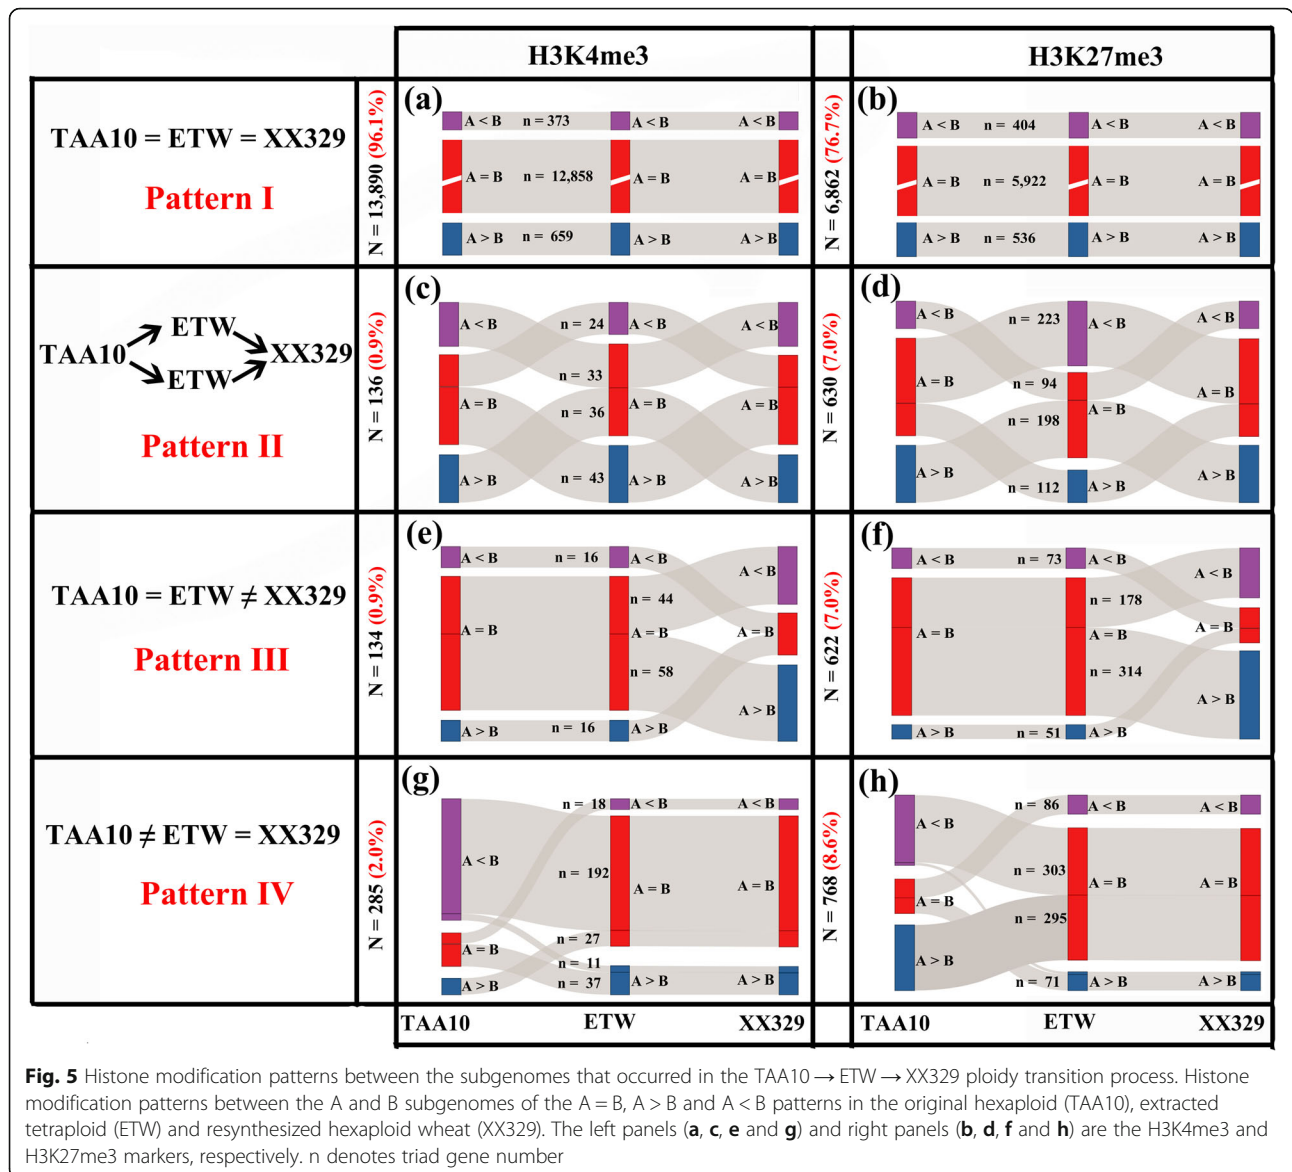 H3K4me3
H3K27me3
TAA10 = ETW = XX329
Pattern I
N = 13,890 (96.1%)
(a)
A < B n = 373 A < B A < B
A = B n = 12,858 A = B A = B
A > B n = 659 A > B A > B
N = 6,862 (76.7%)
(b)
A < B n = 404 A < B A < B
A = B n = 5,922 A = B A = B
A > B n = 536 A > B A > B
ETW
TAA10 XX329
ETW
Pattern II
N = 136 (0.9%)
(c)
A < B n = 24 A < B A < B
n = 33
A = B n = 36 A = B A = B
A > B n = 43 A > B A > B
N = 630 (7.0%)
(d)
A < B n = 223 A < B A < B
n = 94
A = B n = 198 A = B A = B
A > B n = 112 A > B A > B
TAA10 = ETW ≠ XX329
Pattern III
N = 134 (0.9%)
(e)
A < B n = 16 A < B A < B
n = 44
A = B A = B A = B
n = 58
A > B n = 16 A > B A > B
N = 622 (7.0%)
(f)
A < B n = 73 A < B A < B
n = 178
A = B A = B A = B
n = 314
A > B n = 51 A > B A > B
TAA10 ≠ ETW = XX329
Pattern IV
N = 285 (2.0%)
(g)
n = 18 A < B A < B
A < B n = 192 A = B A = B
n = 27
A = B n = 11
A > B n = 37 A > B A > B
N = 768 (8.6%)
(h)
n = 86 A < B A < B
A < B n = 303
A = B A = B A = B
n = 295
A > B n = 71 A > B A > B
TAA10 ETW XX329
TAA10 ETW XX329
Fig. 5 Histone modification patterns between the subgenomes that occurred in the TAA10 → ETW → XX329 ploidy transition process. Histone
modification patterns between the A and B subgenomes of the A = B, A > B and A < B patterns in the original hexaploid (TAA10), extracted
tetraploid (ETW) and resynthesized hexaploid wheat (XX329). The left panels (a, c, e and g) and right panels (b, d, f and h) are the H3K4me3 and
H3K27me3 markers, respectively. n denotes triad gene number